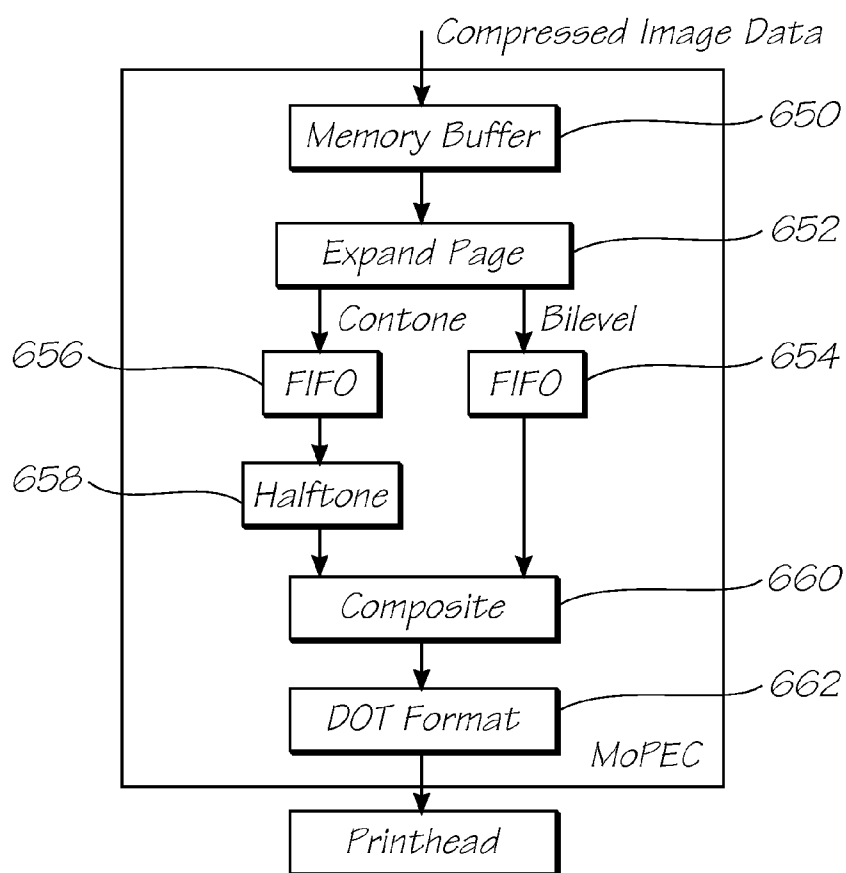 Compressed Image Data
Memory Buffer
650
Expand Page
652
Contone
Bilevel
656
FIFO
FIFO
654
658
Halftone
Composite
660
DOT Format
662
MoPEC
Printhead